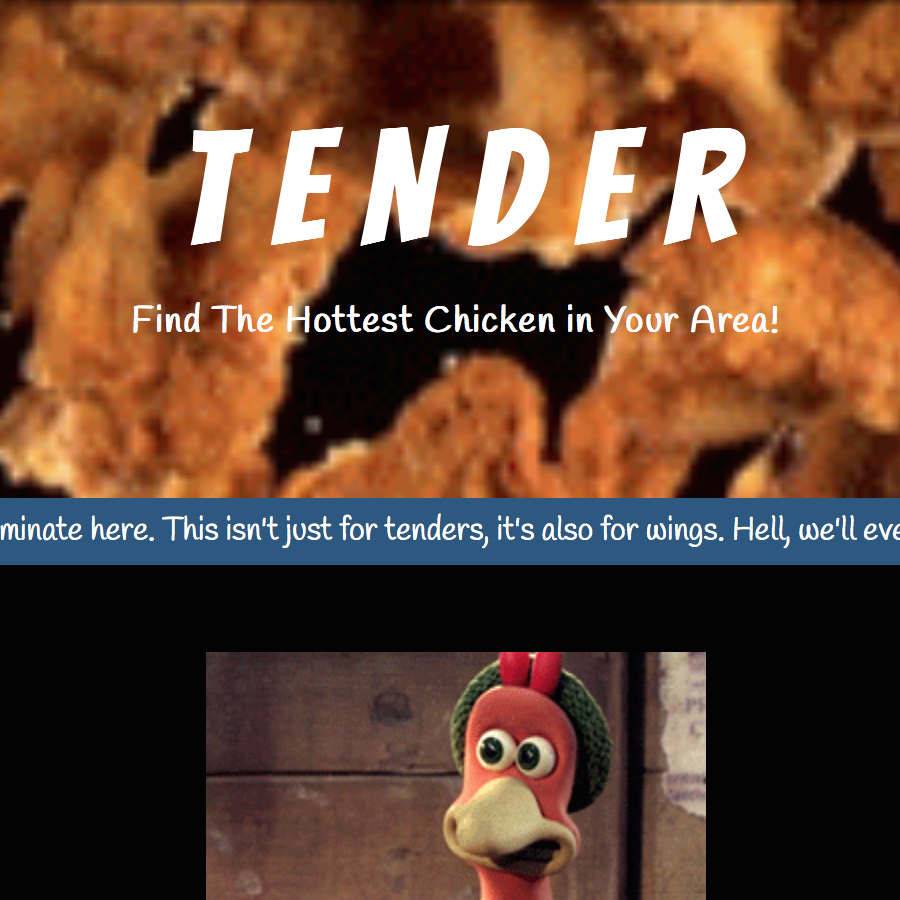 TENDER
Find The Hottest Chicken in Your Area!
minate here. This isn't just for tenders, it's also for wings. Hell, we'll eve